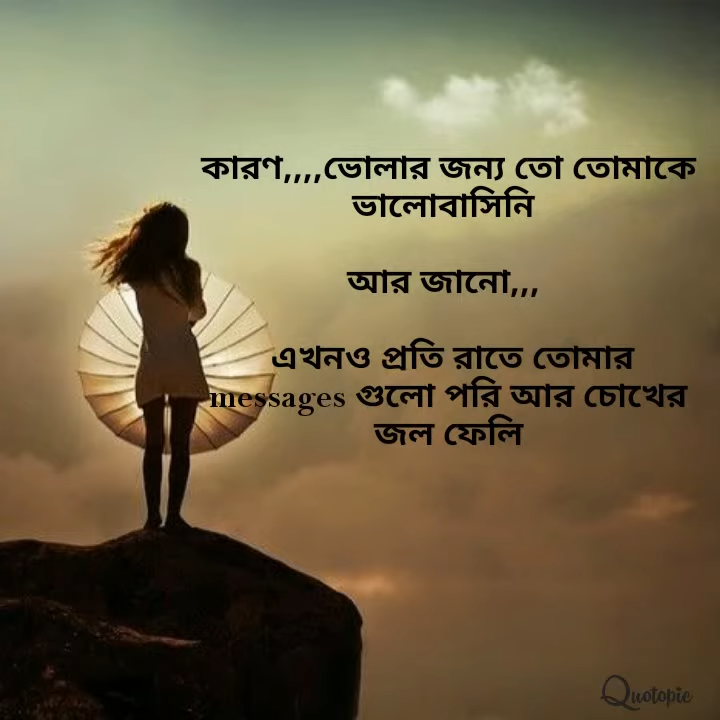 কারণ,,,,ভোলার জন্য তো তোমাকে
ভালোবাসিনি
আর জানো,,,
এখনও প্রতি রাতে তোমার
messages গুলো পরি আর চোখের
জল ফেলি
Quotopic